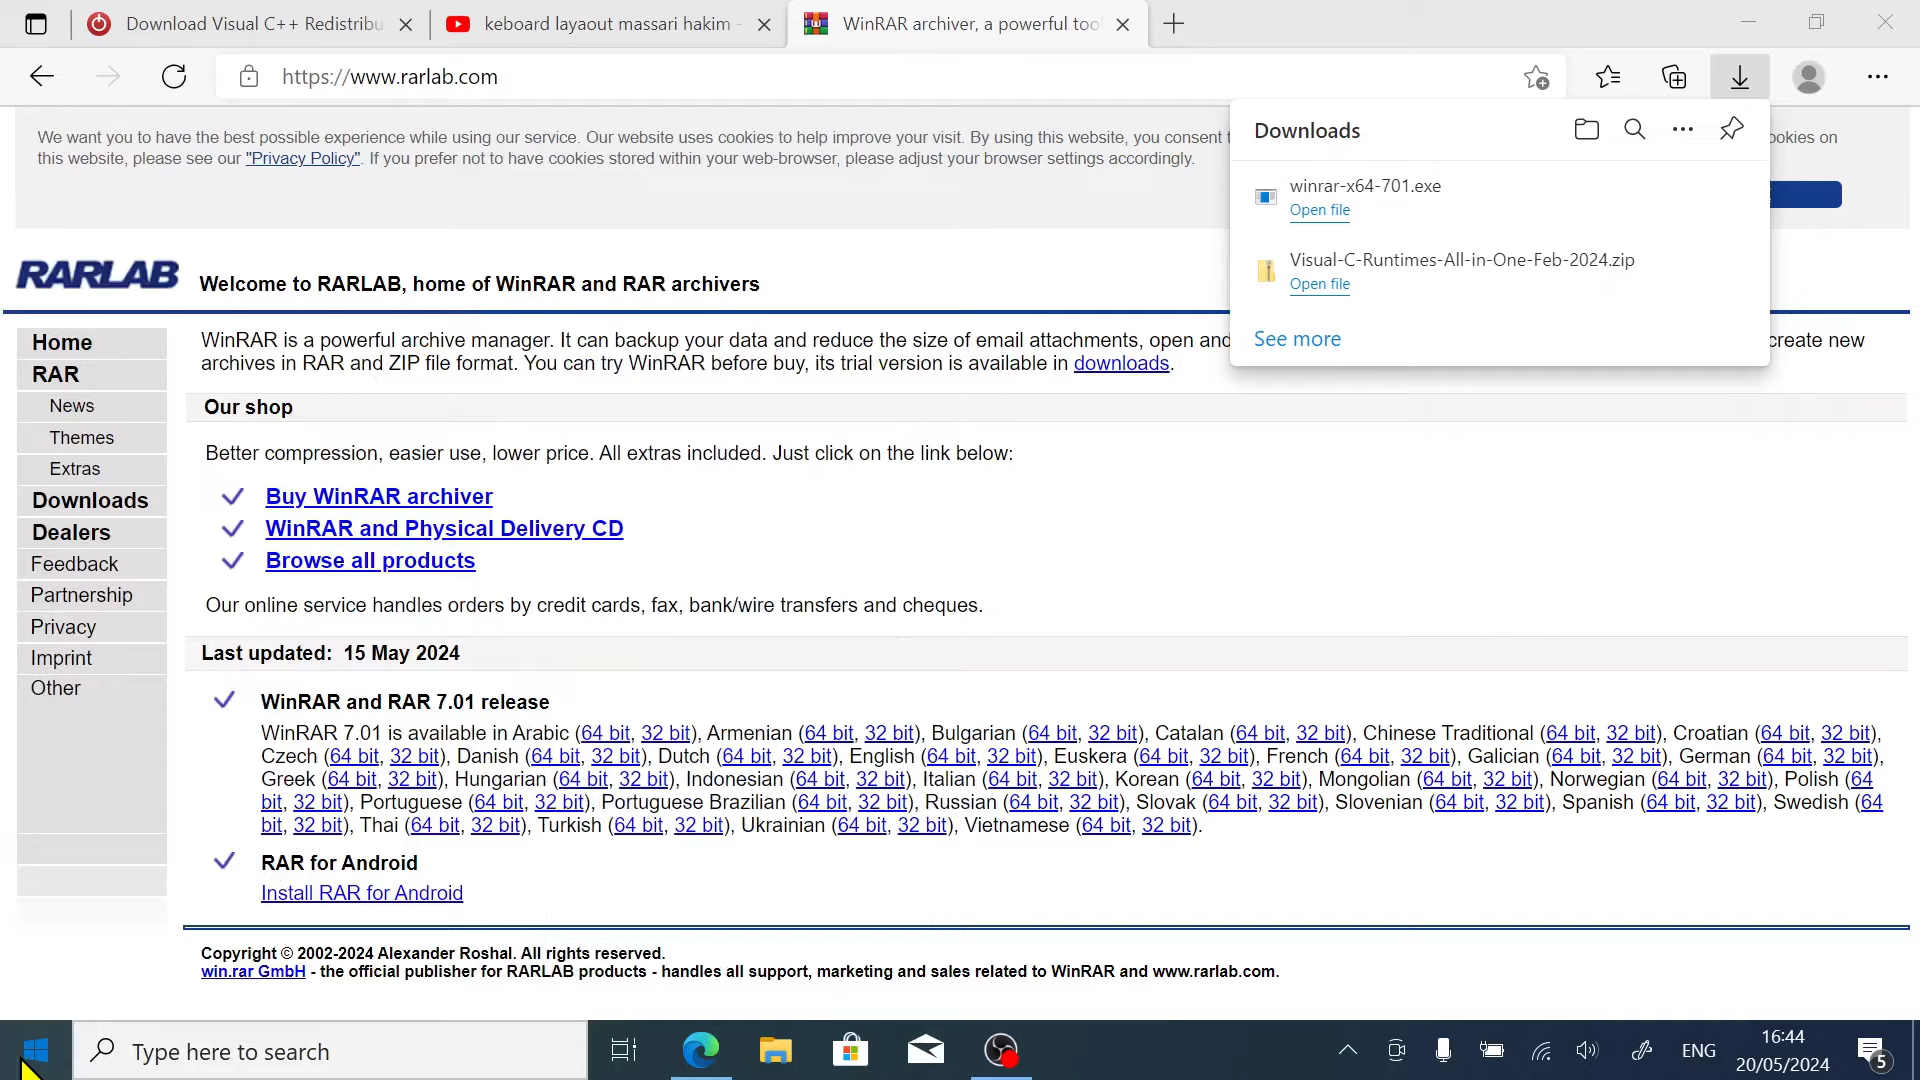 Download Visual C++ Redistribu
keboard layaout massari hakim -
WinRAR archiver, a powerful too
https://www.rarlab.com
We want you to have the best possible experience while using our service. Our website uses cookies to help improve your visit. By using this website, you consent t
ookies on
this website, please see our "Privacy Policy". If you prefer not to have cookies stored within your web-browser, please adjust your browser settings accordingly.
Downloads
winrar-x64-701.exe
Open file
Visual-C-Runtimes-All-in-One-Feb-2024.zip
Open file
See more
RARLAB
Welcome to RARLAB, home of WinRAR and RAR archivers
Home
RAR
News
Themes
Extras
Downloads
Dealers
Feedback
Partnership
Privacy
Imprint
Other
WinRAR is a powerful archive manager. It can backup your data and reduce the size of email attachments, open and
create new
archives in RAR and ZIP file format. You can try WinRAR before buy, its trial version is available in downloads.
Our shop
Better compression, easier use, lower price. All extras included. Just click on the link below:
Buy WinRAR archiver
WinRAR and Physical Delivery CD
Browse all products
Our online service handles orders by credit cards, fax, bank/wire transfers and cheques.
Last updated: 15 May 2024
WinRAR and RAR 7.01 release
WinRAR 7.01 is available in Arabic (64 bit, 32 bit), Armenian (64 bit, 32 bit), Bulgarian (64 bit, 32 bit), Catalan (64 bit, 32 bit), Chinese Traditional (64 bit, 32 bit), Croatian (64 bit, 32 bit),
Czech (64 bit, 32 bit), Danish (64 bit, 32 bit), Dutch (64 bit, 32 bit), English (64 bit, 32 bit), Euskera (64 bit, 32 bit), French (64 bit, 32 bit), Galician (64 bit, 32 bit), German (64 bit, 32 bit),
Greek (64 bit, 32 bit), Hungarian (64 bit, 32 bit), Indonesian (64 bit, 32 bit), Italian (64 bit, 32 bit), Korean (64 bit, 32 bit), Mongolian (64 bit, 32 bit), Norwegian (64 bit, 32 bit), Polish (64
bit, 32 bit), Portuguese (64 bit, 32 bit), Portuguese Brazilian (64 bit, 32 bit), Russian (64 bit, 32 bit), Slovak (64 bit, 32 bit), Slovenian (64 bit, 32 bit), Spanish (64 bit, 32 bit), Swedish (64
bit, 32 bit), Thai (64 bit, 32 bit), Turkish (64 bit, 32 bit), Ukrainian (64 bit, 32 bit), Vietnamese (64 bit, 32 bit).
RAR for Android
Install RAR for Android
Copyright © 2002-2024 Alexander Roshal. All rights reserved.
win.rar GmbH - the official publisher for RARLAB products - handles all support, marketing and sales related to WinRAR and www.rarlab.com.
Type here to search
ENG
16:44
20/05/2024
5